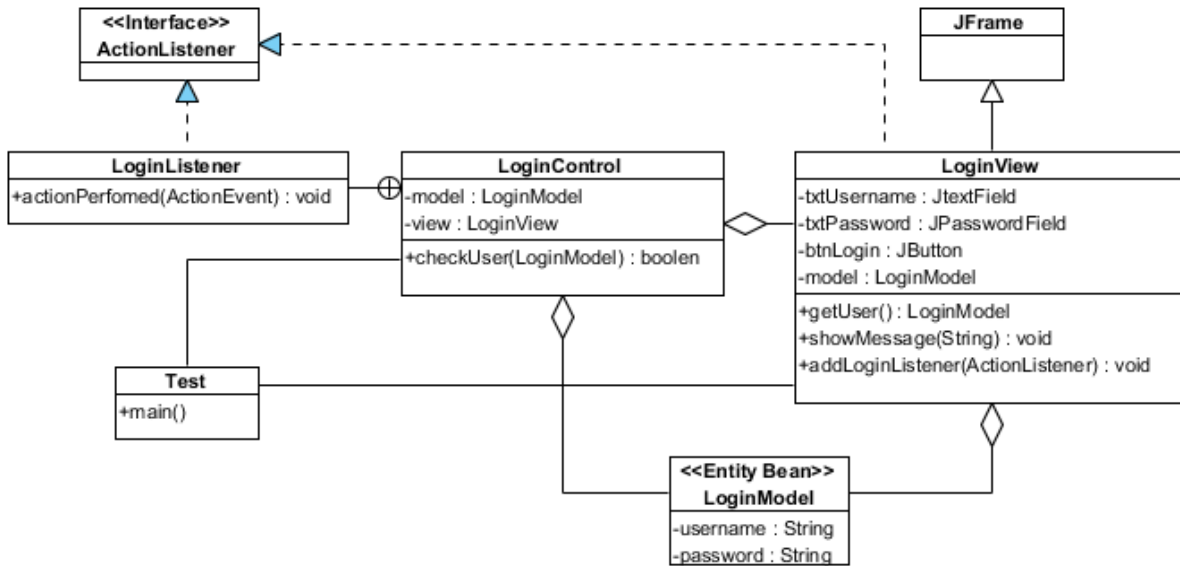 <<Interface>>
ActionListener
JFrame
LoginListener
+actionPerfomed(ActionEvent) : void
LoginControl
-model : LoginModel
-view : LoginView
+checkUser(LoginModel) : boolen
LoginView
-txtUsername : JtextField
-txtPassword : JPasswordField
-btnLogin : JButton
-model : LoginModel
+getUser() : LoginModel
+showMessage(String) : void
+addLoginListener(ActionListener) : void
Test
+main()
<<Entity Bean>>
LoginModel
-username : String
-password : String